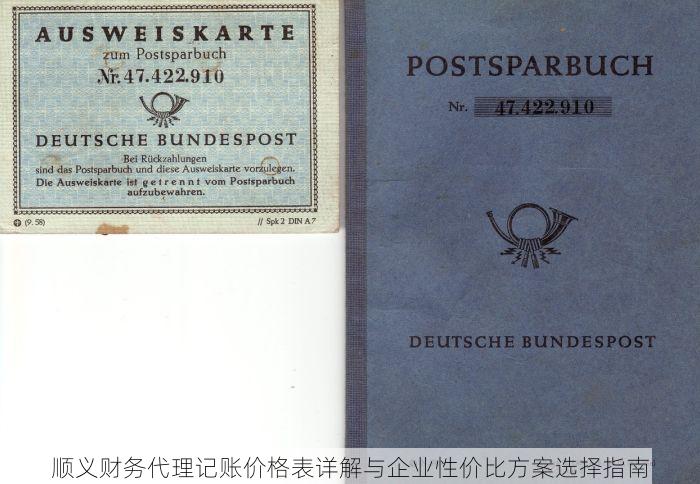 AUSWEISKARTE
zum Postsparbuch
Nr. 47.422.910
DEUTSCHE BUNDESPOST
Bei Rückzahlungen
sind das Postsparbuch und diese Ausweiskarte vorzulegen.
Die Ausweiskarte ist getrennt vom Postsparbuch
aufzubewahren.
(9. 58)
// Spk 2 DIN A 7
POSTSPARBUCH
Nr. 47.422.910
DEUTSCHE BUNDESPOST
顺义财务代理记账价格表详解与企业性价比方案选择指南